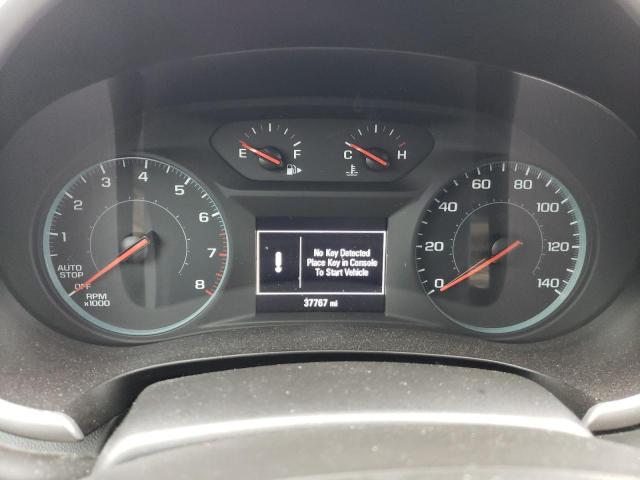 E F
C H
1 2 3 4 5 6 7 8
AUTO
STOP
OFF
RPM
x1000
!
No Key Detected
Place Key in Console
To Start Vehicle
37767 mi
0 20 40 60 80 100 120 140